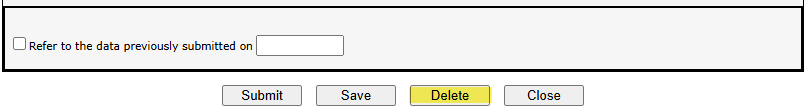 Refer to the data previously submitted on
Submit Save Delete Close